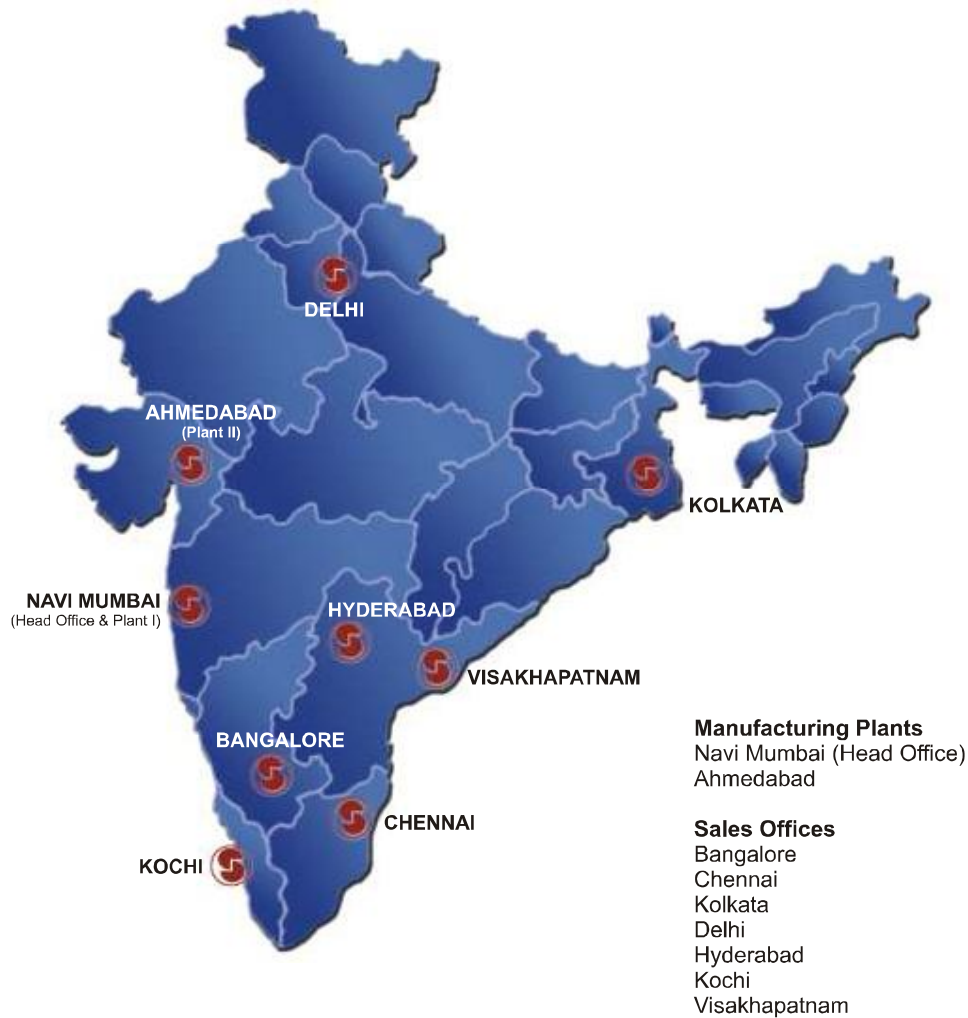 DELHI
AHMEDABAD
(Plant II)
KOLKATA
NAVI MUMBAI
(Head Office & Plant I)
HYDERABAD
VISAKHAPATNAM
BANGALORE
CHENNAI
KOCHI
Manufacturing Plants
Navi Mumbai (Head Office)
Ahmedabad
Sales Offices
Bangalore
Chennai
Kolkata
Delhi
Hyderabad
Kochi
Visakhapatnam